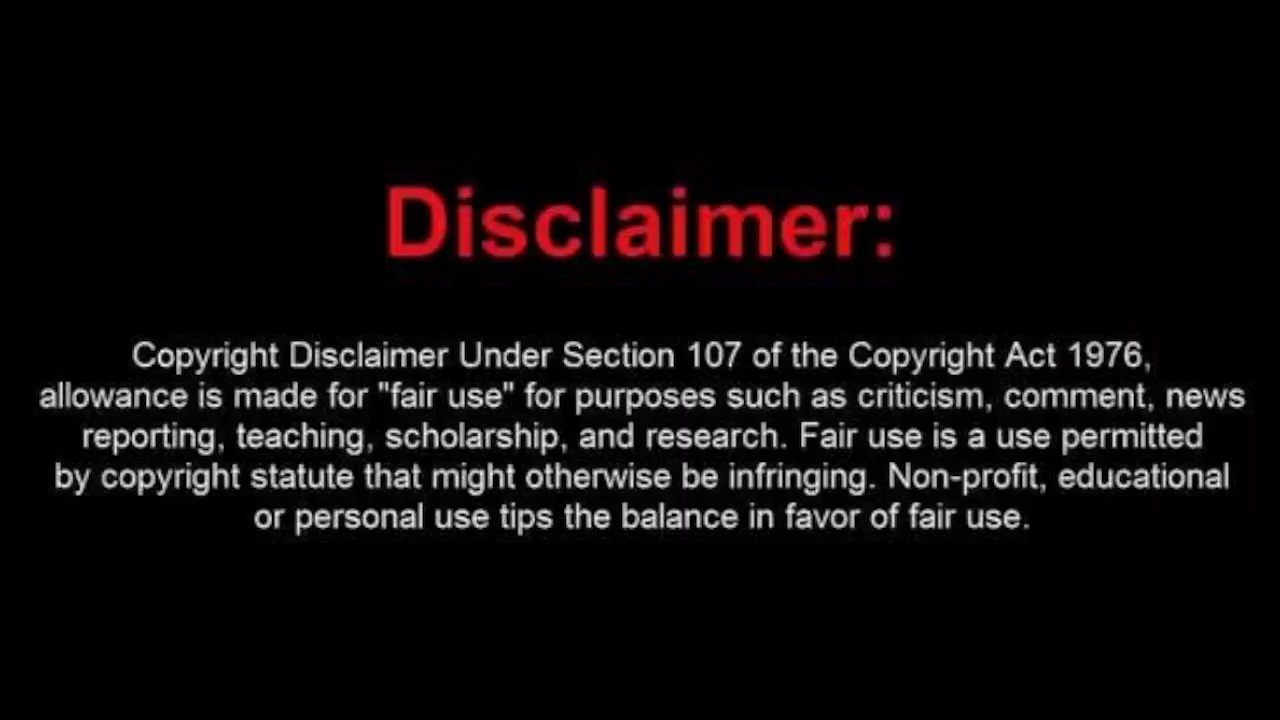 Disclaimer:
Copyright Disclaimer Under Section 107 of the Copyright Act 1976,
allowance is made for "fair use" for purposes such as criticism, comment, news
reporting, teaching, scholarship, and research. Fair use is a use permitted
by copyright statute that might otherwise be infringing. Non-profit, educational
or personal use tips the balance in favor of fair use.